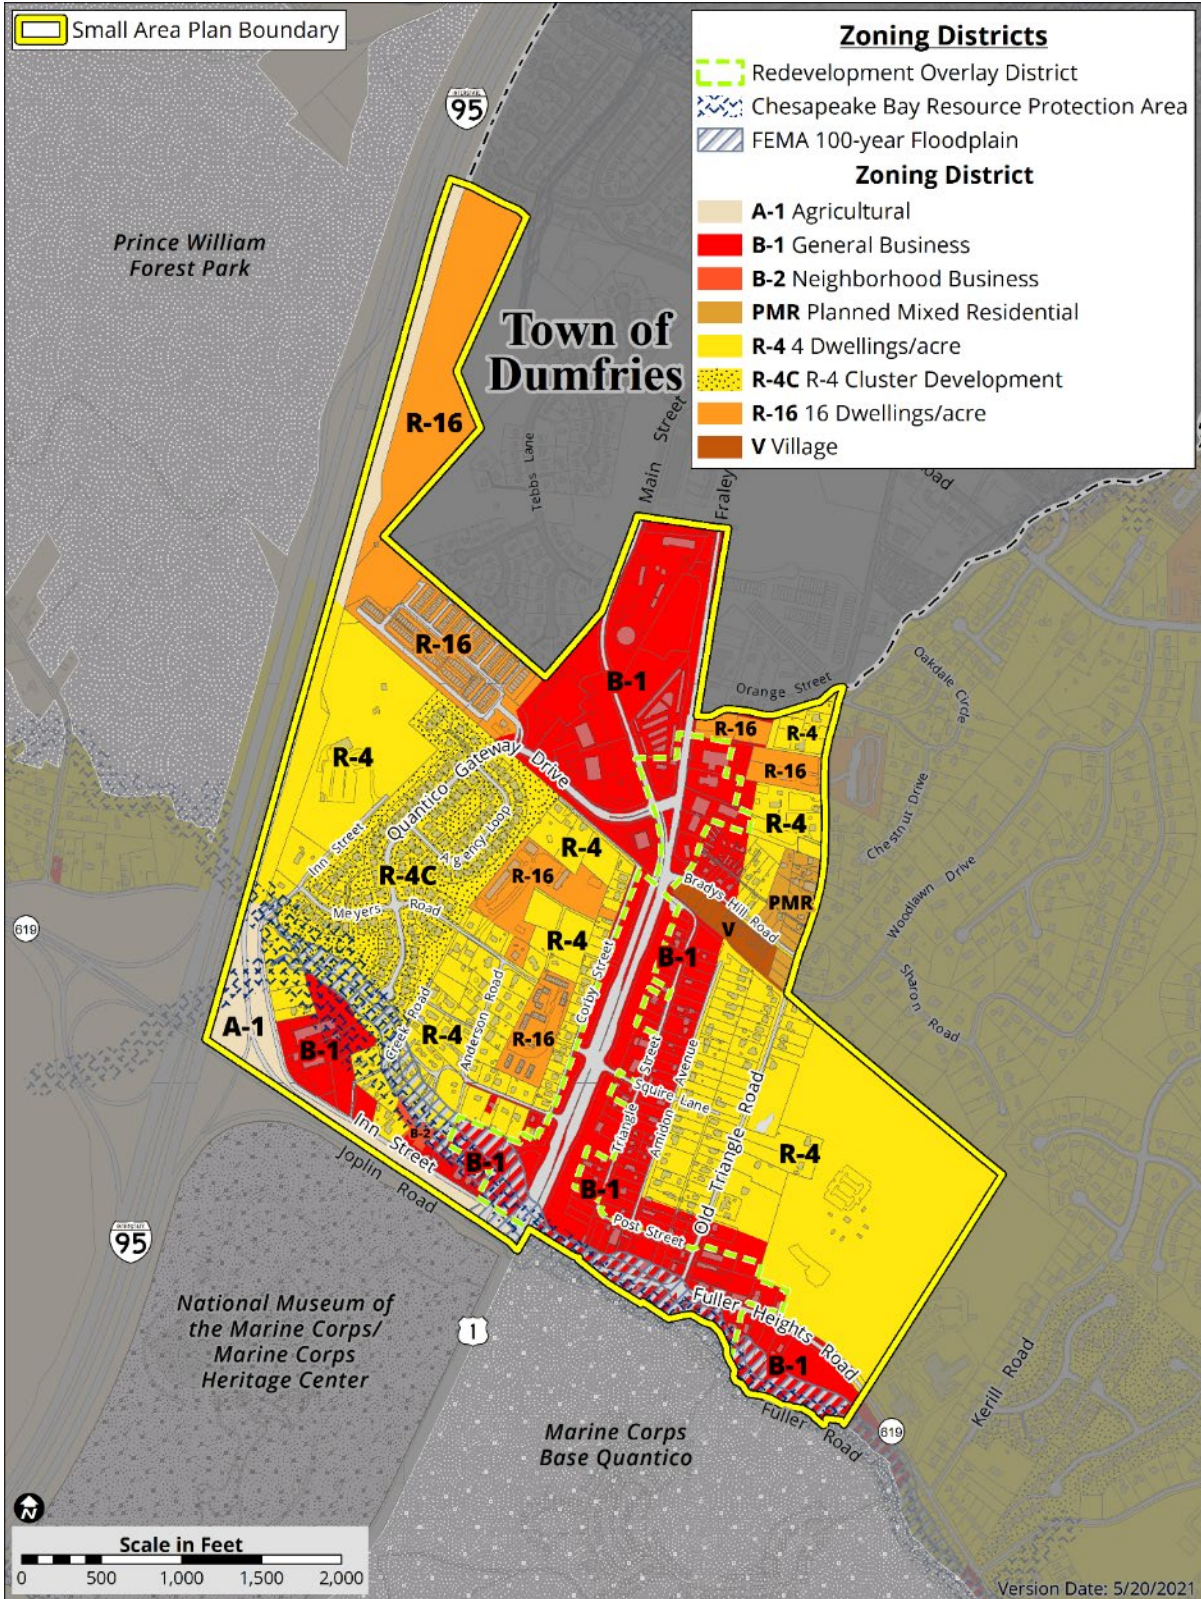 Small Area Plan Boundary
Zoning Districts
Redevelopment Overlay District
Chesapeake Bay Resource Protection Area
FEMA 100-year Floodplain
Zoning District
A-1 Agricultural
B-1 General Business
B-2 Neighborhood Business
PMR Planned Mixed Residential
R-4 4 Dwellings/acre
R-4C R-4 Cluster Development
R-16 16 Dwellings/acre
V Village
95
Prince William
Forest Park
Town of
Dumfries
R-16
Tebbs Lane
Main Street
Fraley
oad
R-16
B-1
Orange Street
Oakdale Circle
R-16
R-4
R-4
Quantico Gateway Drive
R-16
Inn Street
Algency Loop
R-4
R-4
Chestnut Drive
R-4C
R-16
Bradys Hill Road
PMR
Woodlawn Drive
Meyers Road
619
V
R-4
B-1
Sharon Road
Corby Street
Anderson Road
A-1
B-1
Creek Road
R-4
R-16
Street
Avenue
Squire Lane
Triangle
Amidon
Old Triangle Road
B-2
Inn Street
Joplin Road
B-1
R-4
B-1
Post Street
95
National Museum of
the Marine Corps/
Marine Corps
Heritage Center
1
Fuller Heights Road
B-1
Kerill Road
Fuller Road
619
Marine Corps
Base Quantico
N
Scale in Feet
0 500 1,000 1,500 2,000
Version Date: 5/20/2021